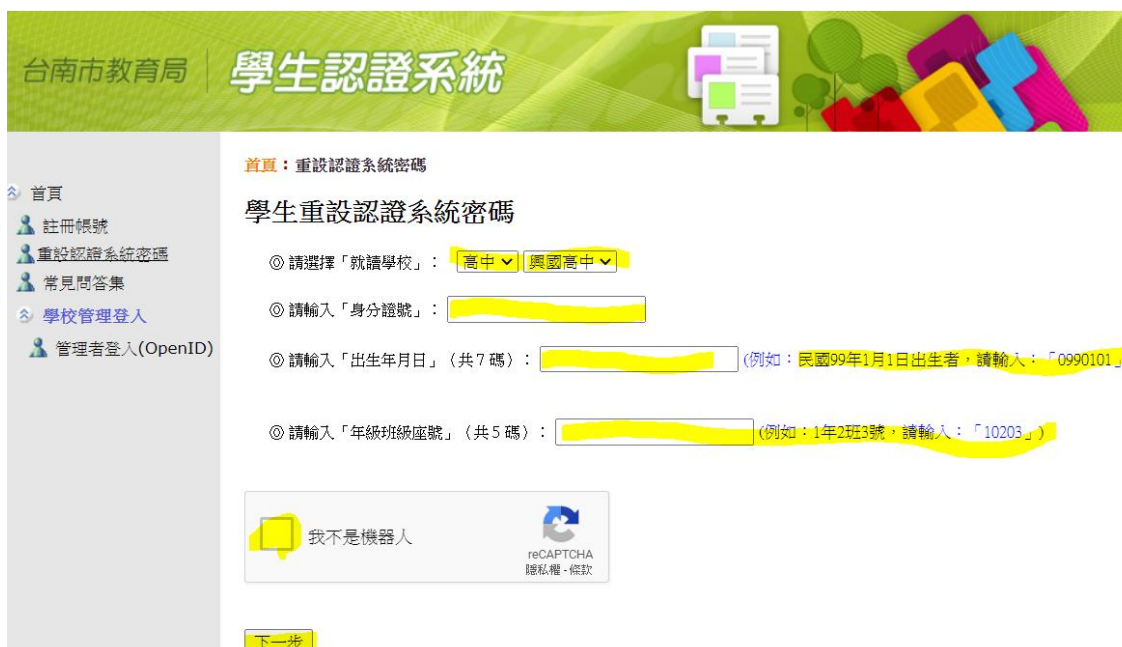 台南市教育局 學生認證系統
首頁：重設認證系統密碼
首頁
註冊帳號
重設認證系統密碼
常見問答集
學校管理登入
管理者登入(OpenID)
學生重設認證系統密碼
◎ 請選擇「就讀學校」： 高中 興國高中
◎ 請輸入「身分證號」：
◎ 請輸入「出生年月日」（共７碼）： (例如：民國99年1月1日出生者，請輸入：「0990101」
◎ 請輸入「年級班級座號」（共５碼）： (例如：1年2班3號，請輸入：「10203」)
我不是機器人
reCAPTCHA
隱私權 - 條款
下一步